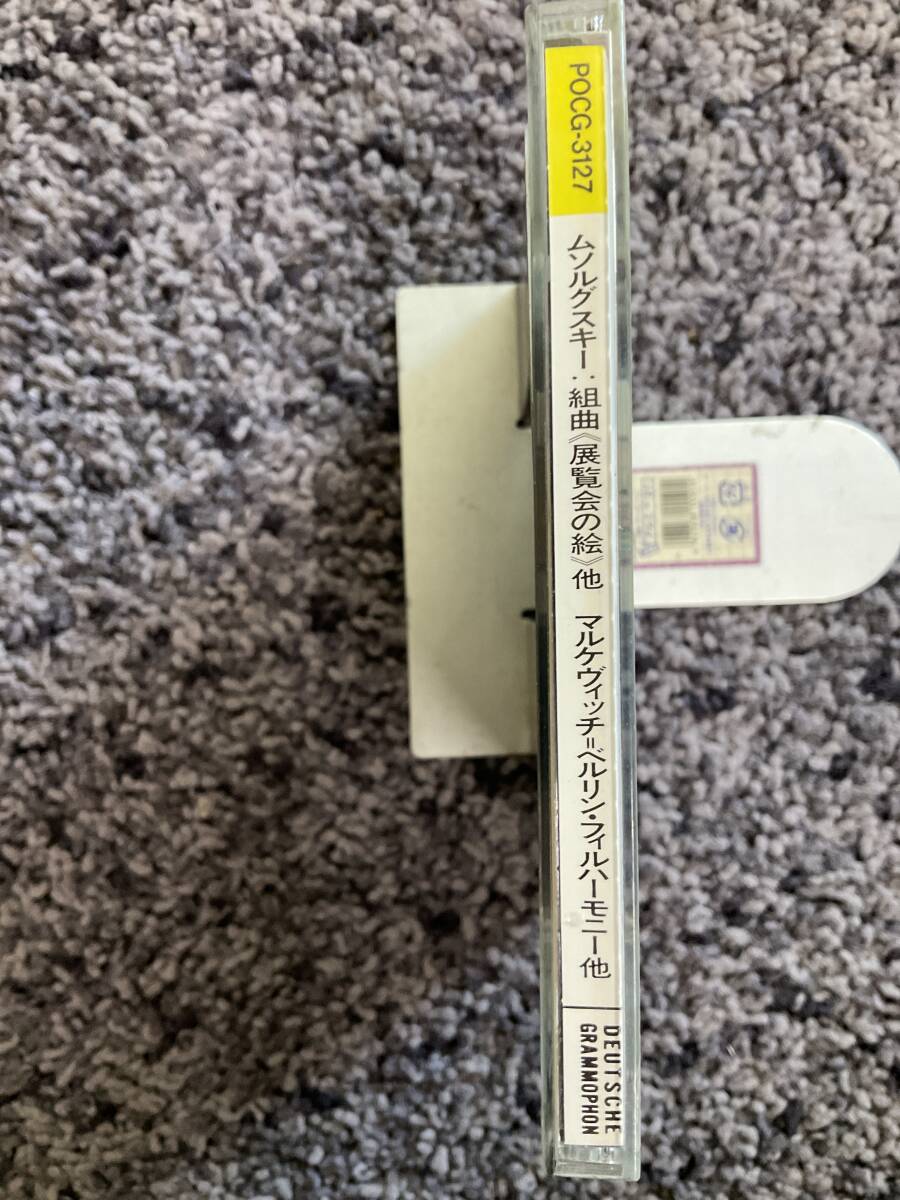 POCG-3127
ムソルグスキー:組曲《展覧会の絵》他 マルケヴィッチ=ベルリン・フィルハーモニー他
DEUTSCHE
GRAMMOPHON